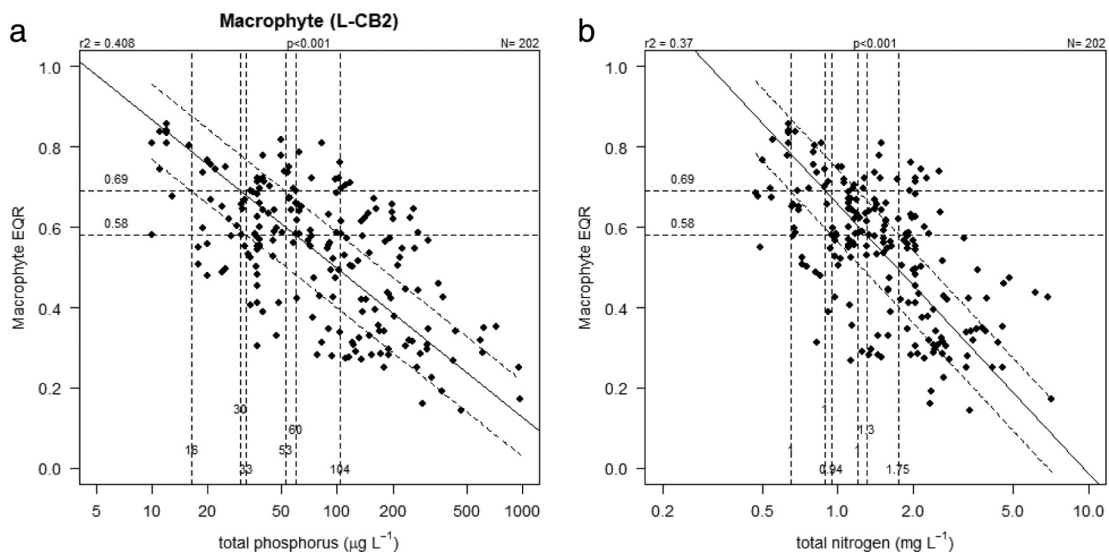 a
Macrophyte (L-CB2)
r2 = 0.408 p<0.001 N= 202
Macrophyte EQR
1.0
0.8
0.6
0.4
0.2
0.0
0.69
0.58
30
60
16 53
33 104
5 10 20 50 100 200 500 1000
total phosphorus (μg L⁻¹)
b
r2 = 0.37 p<0.001 N= 202
Macrophyte EQR
1.0
0.8
0.6
0.4
0.2
0.0
0.69
0.58
1
1.3
1 1
0.94 1.75
0.2 0.5 1.0 2.0 5.0 10.0
total nitrogen (mg L⁻¹)